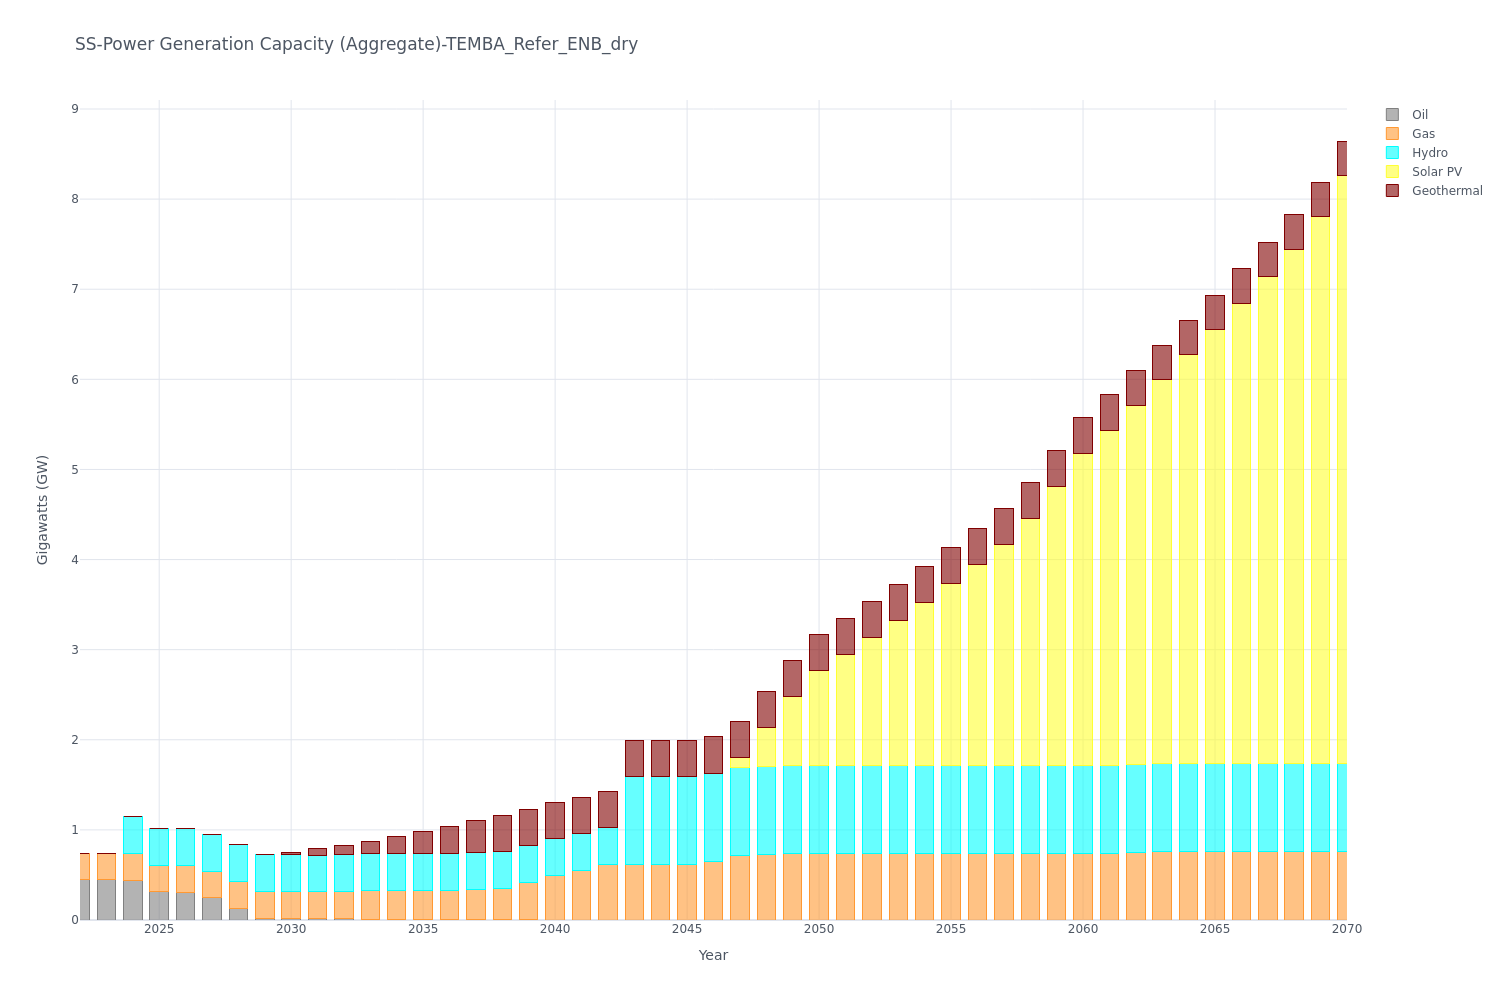 SS-Power Generation Capacity (Aggregate)-TEMBA_Refer_ENB_dry
Oil
Gas
Hydro
Solar PV
Geothermal
Gigawatts (GW)
9
8
7
6
5
4
3
2
1
0
2025 2030 2035 2040 2045 2050 2055 2060 2065 2070
Year